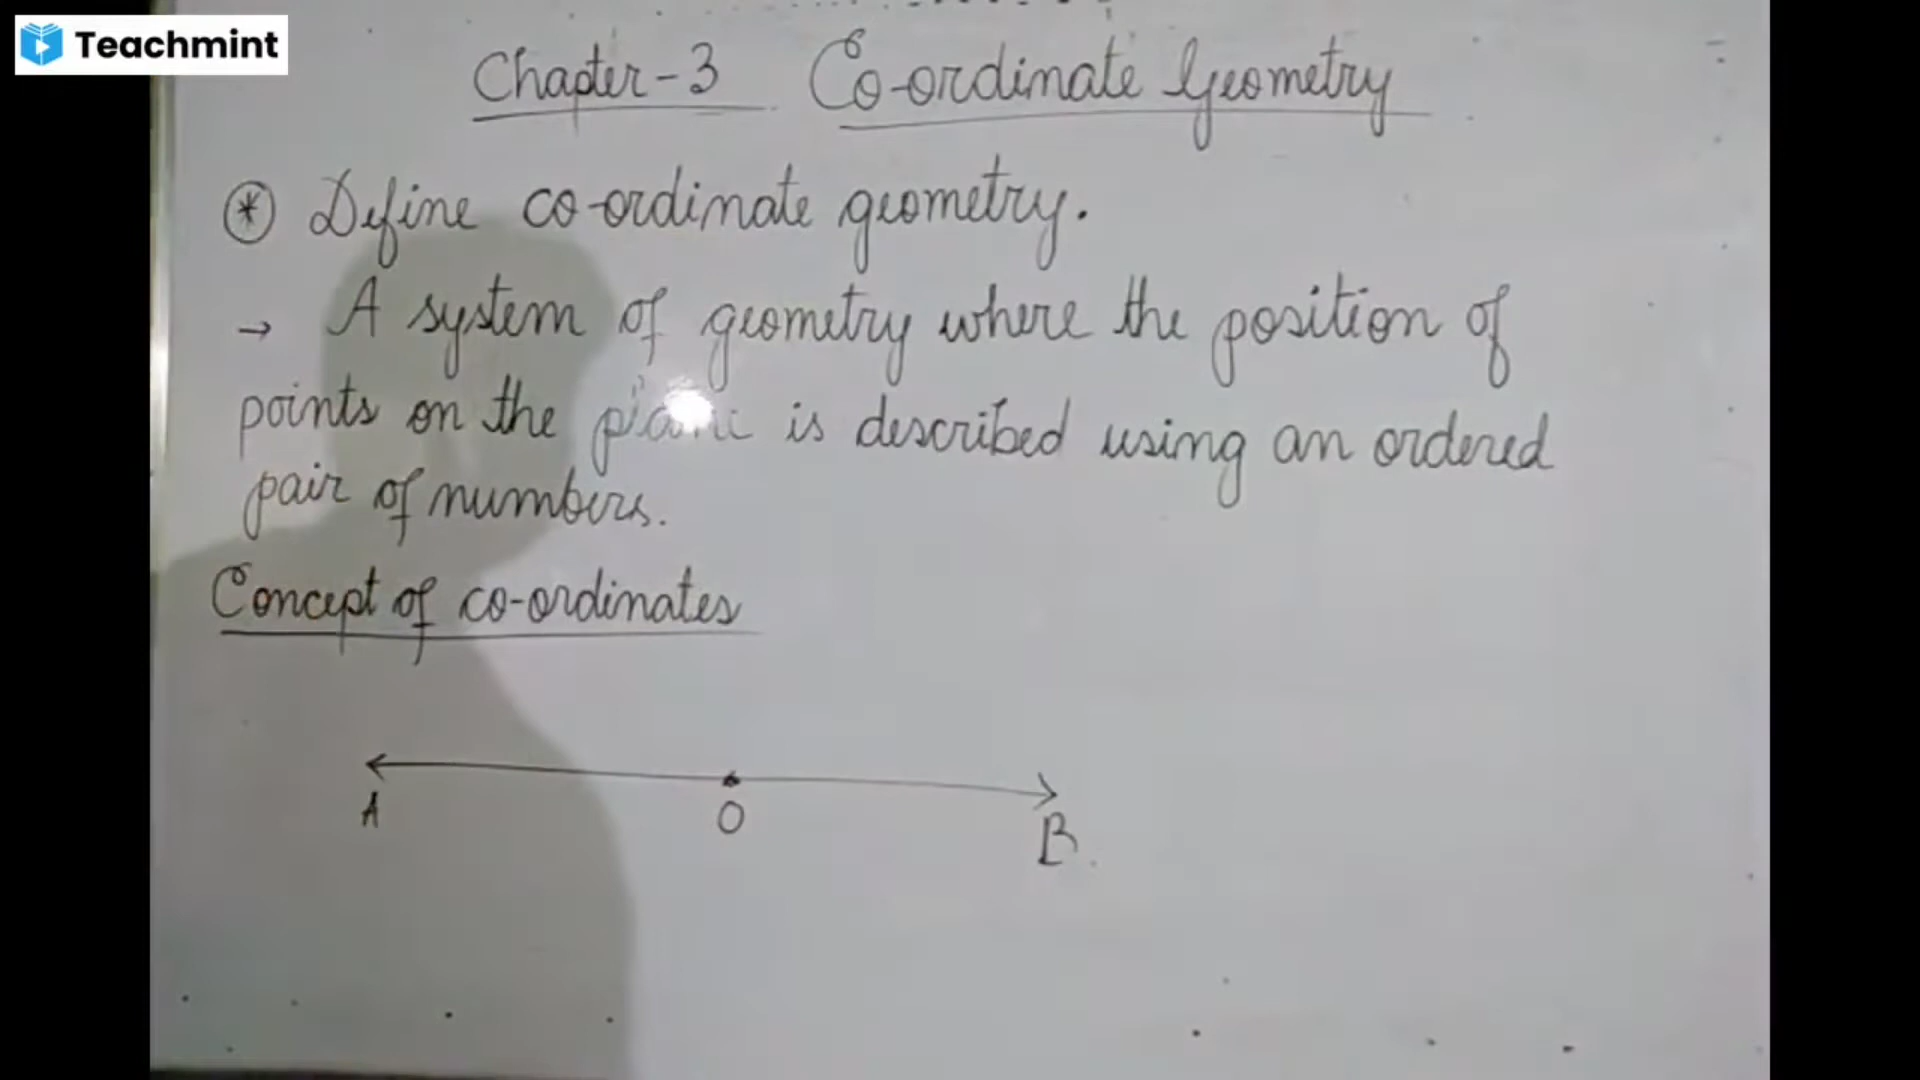 Teachmint
Chapter-3 Co-ordinate Geometry
* Define co-ordinate geometry.
→ A system of geometry where the position of
points on the plane is described using an ordered
pair of numbers.
Concept of co-ordinates
A O B